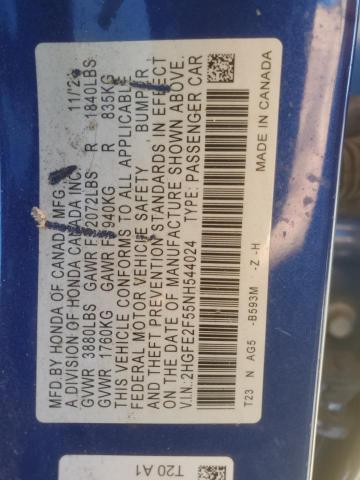 MFD.BY HONDA OF CANADA MFG.,
A DIVISION OF HONDA CANADA INC.
GVWR 3880LBS GAWR F 2072LBS R 1840LBS
GVWR 1760KG GAWR F 940KG R 835KG
THIS VEHICLE CONFORMS TO ALL APPLICABLE
FEDERAL MOTOR VEHICLE SAFETY BUMPER
AND THEFT PREVENTION STANDARDS IN EFFECT
ON THE DATE OF MANUFACTURE SHOWN ABOVE.
V.I.N.:2HGFE2F55NH544024 TYPE: PASSENGER CAR
T23 N AG5 -B593M -Z -H MADE IN CANADA
T20 A1